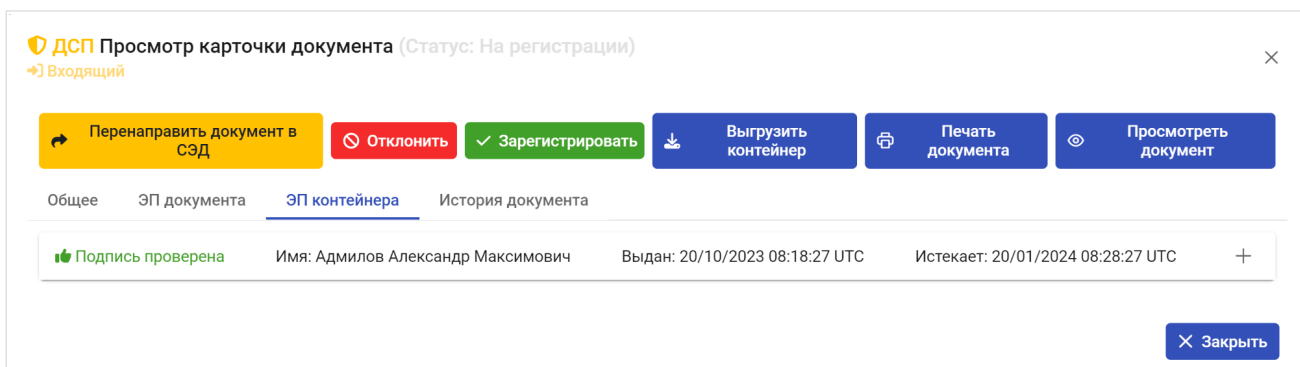 ДСП Просмотр карточки документа (Статус: На регистрации)
Входящий
Перенаправить документ в
СЭД
Отклонить
Зарегистрировать
Выгрузить
контейнер
Печать
документа
Просмотреть
документ
Общее ЭП документа ЭП контейнера История документа
Подпись проверена Имя: Адмилов Александр Максимович Выдан: 20/10/2023 08:18:27 UTC Истекает: 20/01/2024 08:28:27 UTC
Закрыть